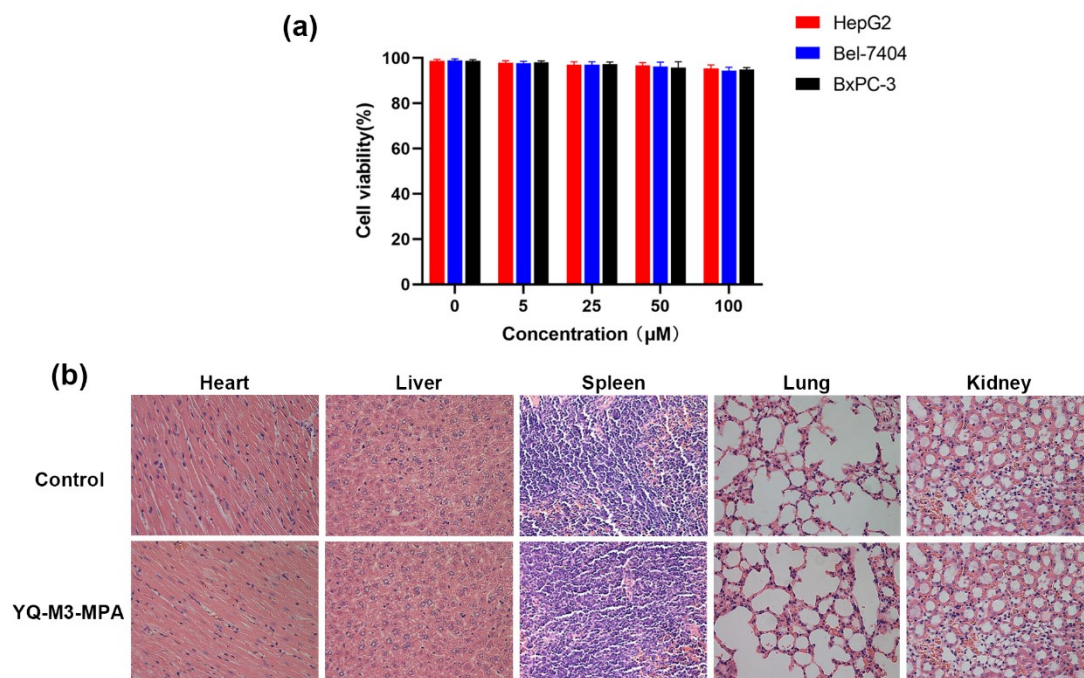 (a)
HepG2
Bel-7404
BxPC-3
Cell viability(%)
100
80
60
40
20
0
0 5 25 50 100
Concentration（μM）
(b)
Heart Liver Spleen Lung Kidney
Control
YQ-M3-MPA